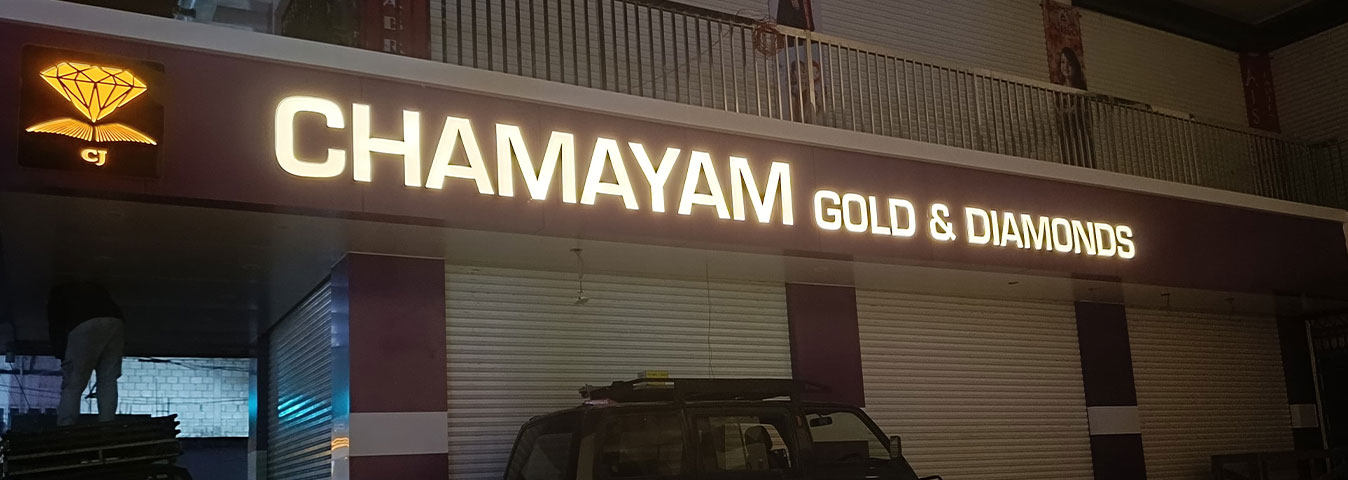 CJ
CHAMAYAM GOLD & DIAMONDS